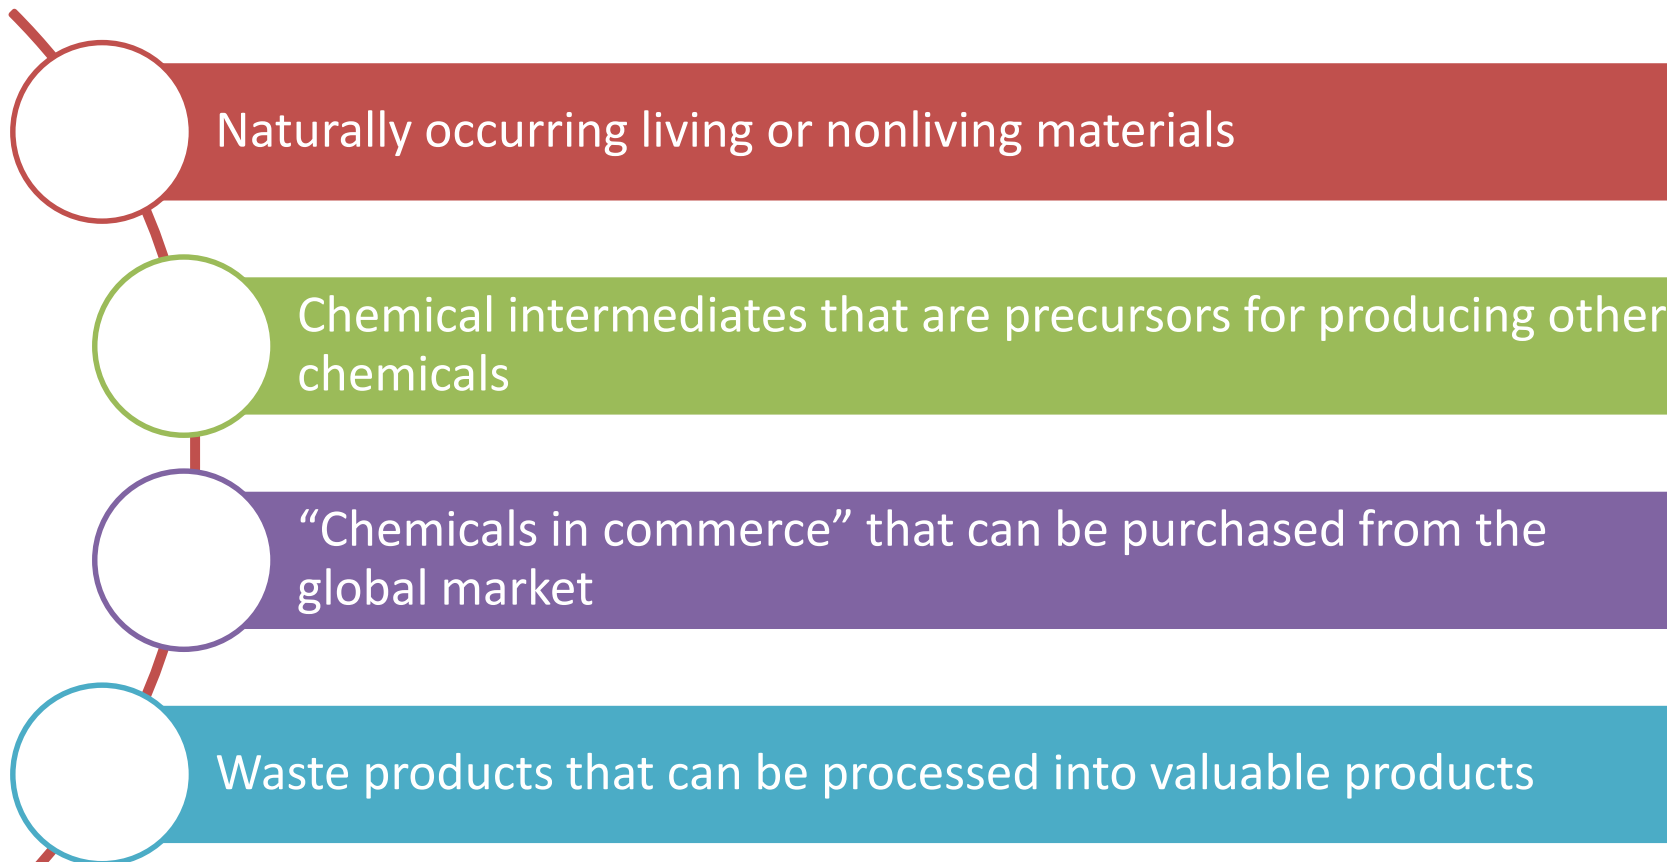 Naturally occurring living or nonliving materials
Chemical intermediates that are precursors for producing other
chemicals
“Chemicals in commerce” that can be purchased from the
global market
Waste products that can be processed into valuable products